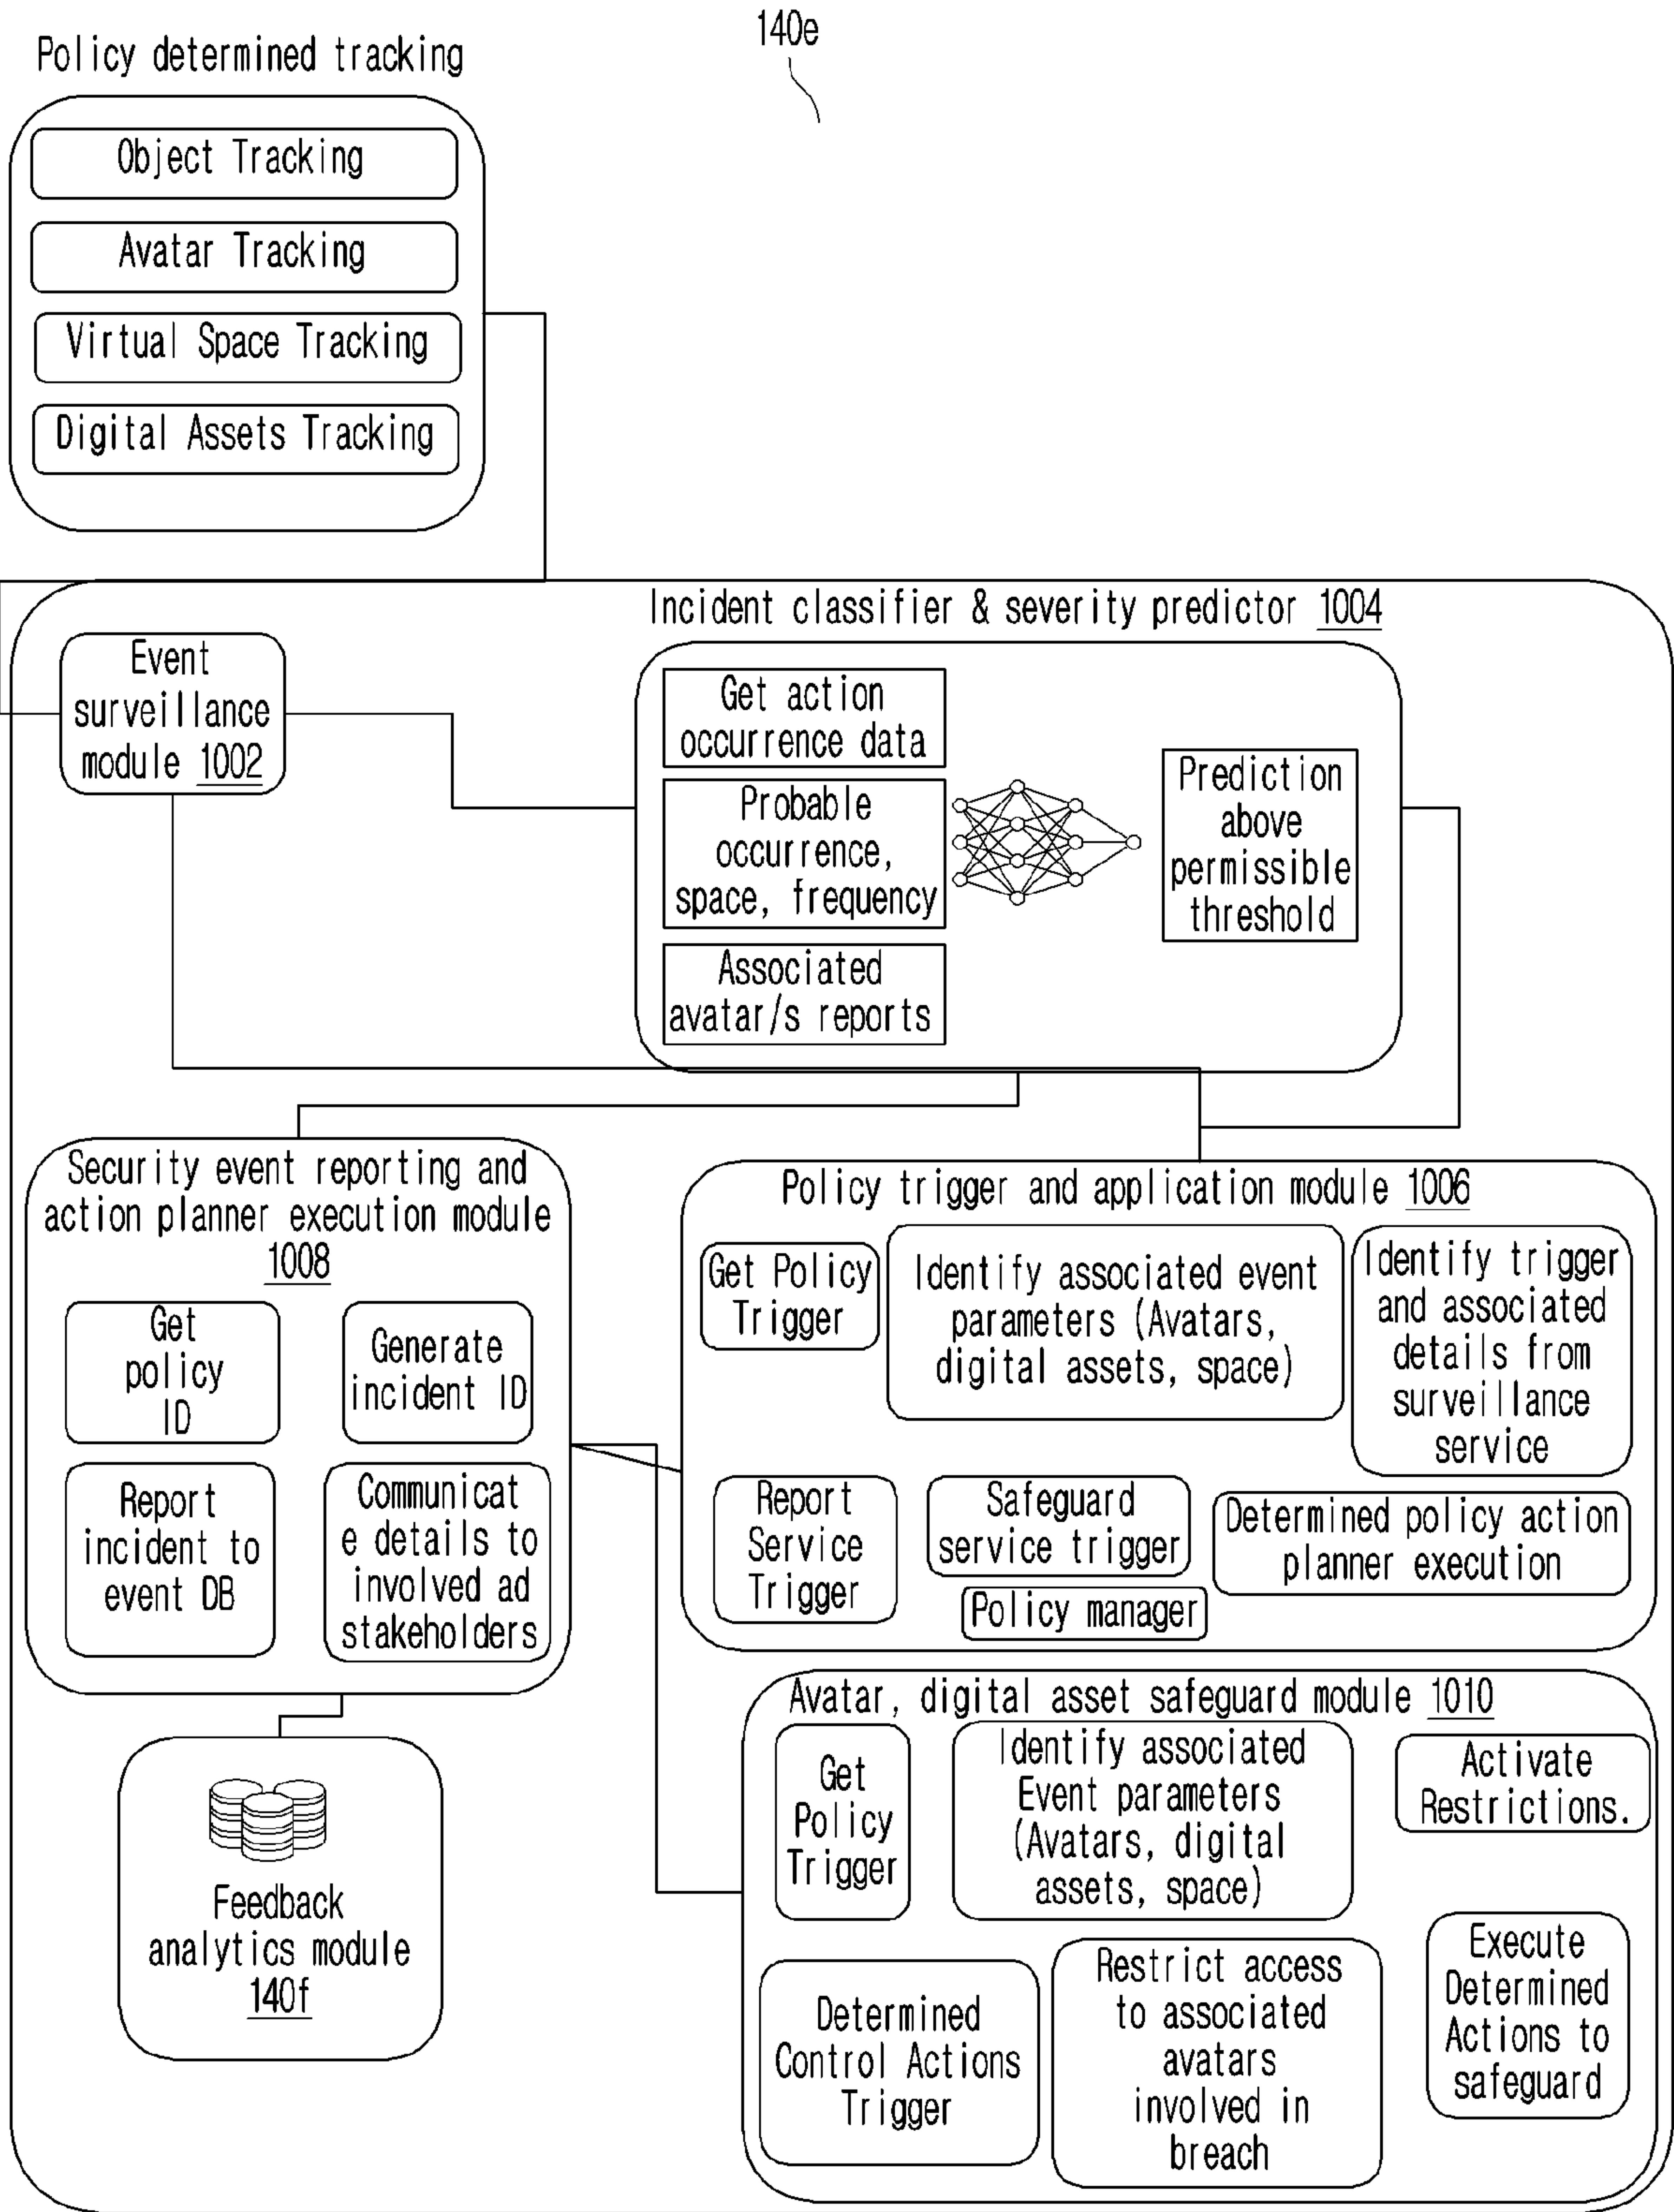 140e
Policy determined tracking
Object Tracking
Avatar Tracking
Virtual Space Tracking
Digital Assets Tracking
Incident classifier & severity predictor 1004
Event
surveillance
module 1002
Get action
occurrence data
Probable
occurrence,
space, frequency
Associated
avatar/s reports
Prediction
above
permissible
threshold
Security event reporting and
action planner execution module
1008
Get
policy
ID
Generate
incident ID
Report
incident to
event DB
Communicat
e details to
involved ad
stakeholders
Policy trigger and application module 1006
Get Policy
Trigger
Identify associated event
parameters (Avatars,
digital assets, space)
Identify trigger
and associated
details from
surveillance
service
Report
Service
Trigger
Safeguard
service trigger
Policy manager
Determined policy action
planner execution
Avatar, digital asset safeguard module 1010
Get
Policy
Trigger
Identify associated
Event parameters
(Avatars, digital
assets, space)
Activate
Restrictions.
Determined
Control Actions
Trigger
Restrict access
to associated
avatars
involved in
breach
Execute
Determined
Actions to
safeguard
Feedback
analytics module
140f